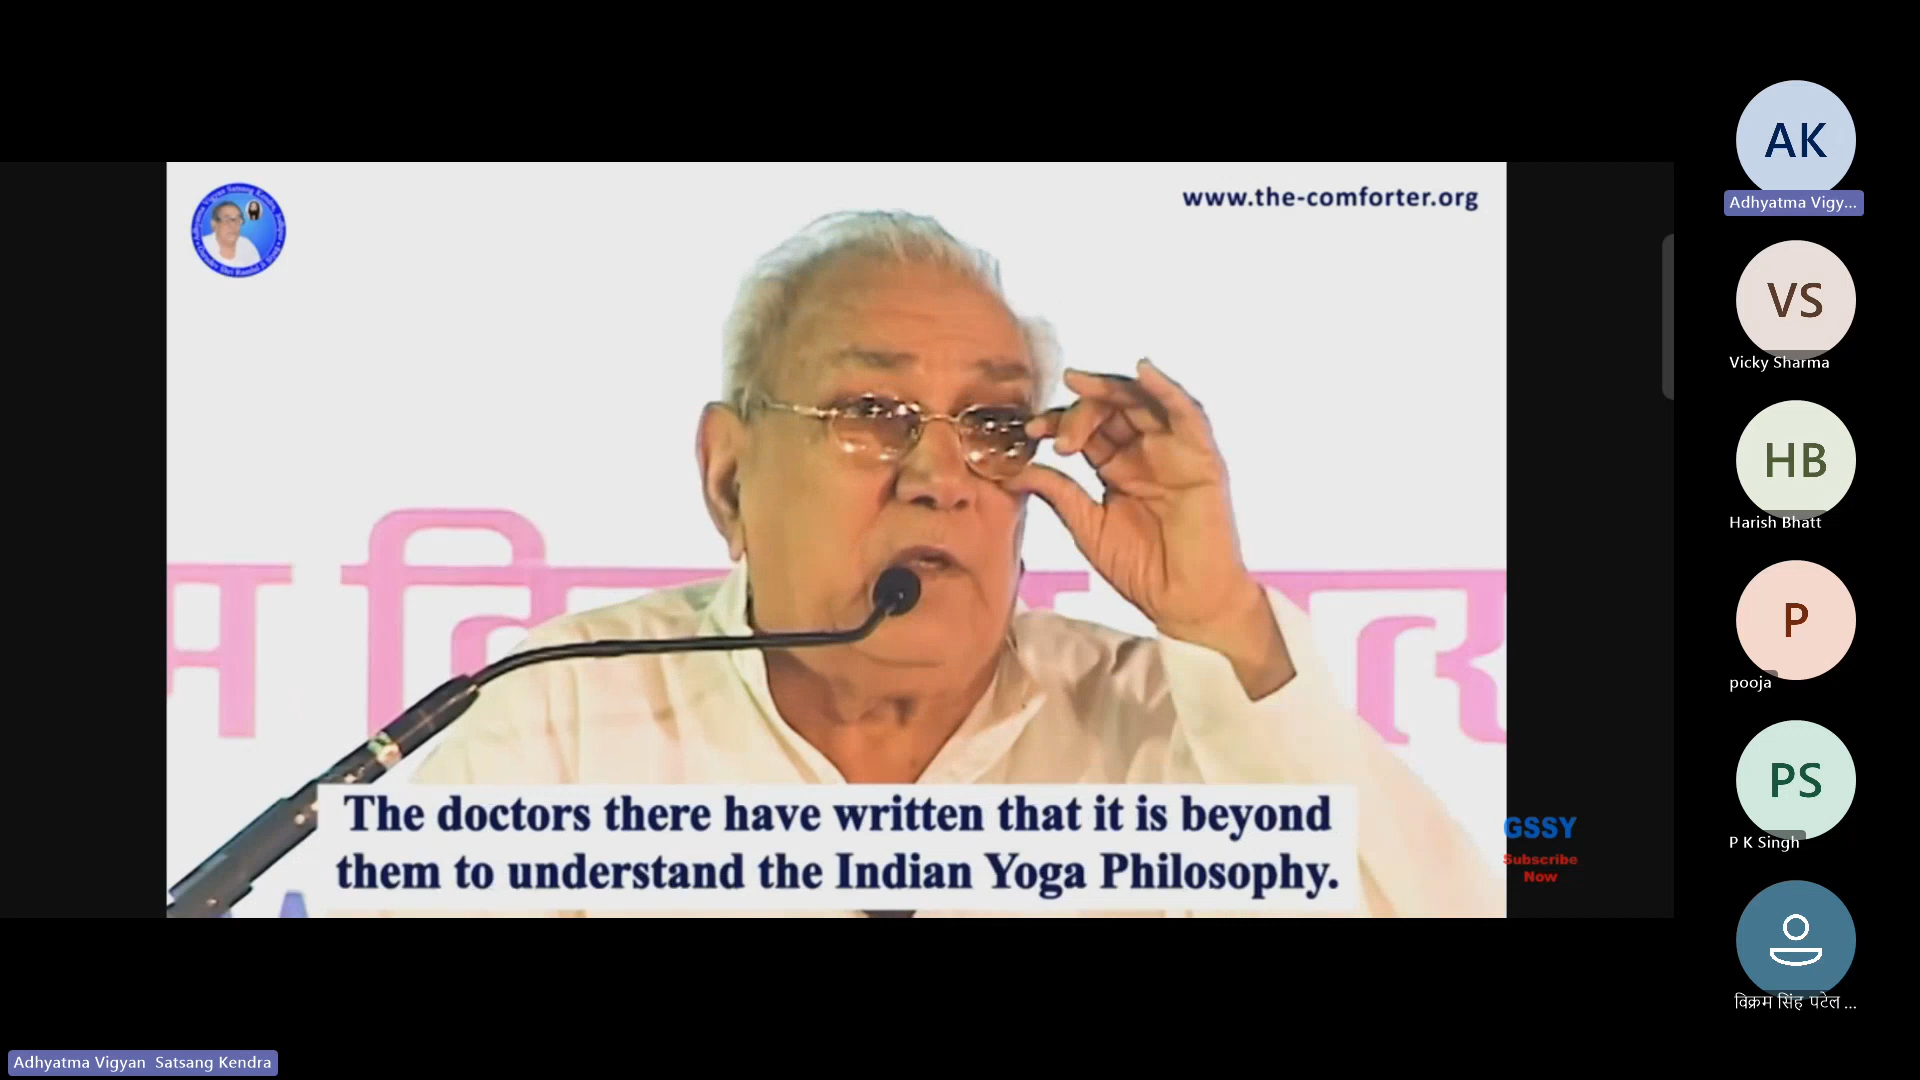 www.the-comforter.org
The doctors there have written that it is beyond
them to understand the Indian Yoga Philosophy.
GSSY
Subscribe
Now
AK
Adhyatma Vigy...
VS
Vicky Sharma
HB
Harish Bhatt
P
pooja
PS
P K Singh
विक्रम सिंह पटेल ...
Adhyatma Vigyan Satsang Kendra